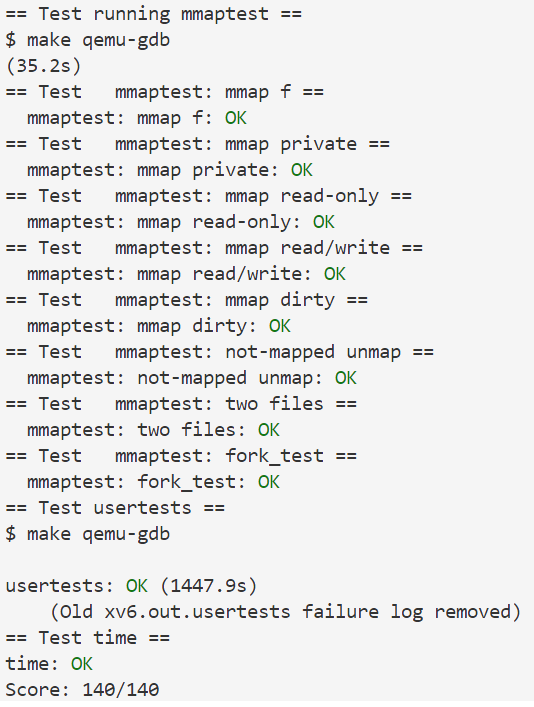 == Test running mmaptest ==
$ make qemu-gdb
(35.2s)
== Test   mmaptest: mmap f ==
  mmaptest: mmap f: OK
== Test   mmaptest: mmap private ==
  mmaptest: mmap private: OK
== Test   mmaptest: mmap read-only ==
  mmaptest: mmap read-only: OK
== Test   mmaptest: mmap read/write ==
  mmaptest: mmap read/write: OK
== Test   mmaptest: mmap dirty ==
  mmaptest: mmap dirty: OK
== Test   mmaptest: not-mapped unmap ==
  mmaptest: not-mapped unmap: OK
== Test   mmaptest: two files ==
  mmaptest: two files: OK
== Test   mmaptest: fork_test ==
  mmaptest: fork_test: OK
== Test usertests ==
$ make qemu-gdb

usertests: OK (1447.9s)
    (Old xv6.out.usertests failure log removed)
== Test time ==
time: OK
Score: 140/140